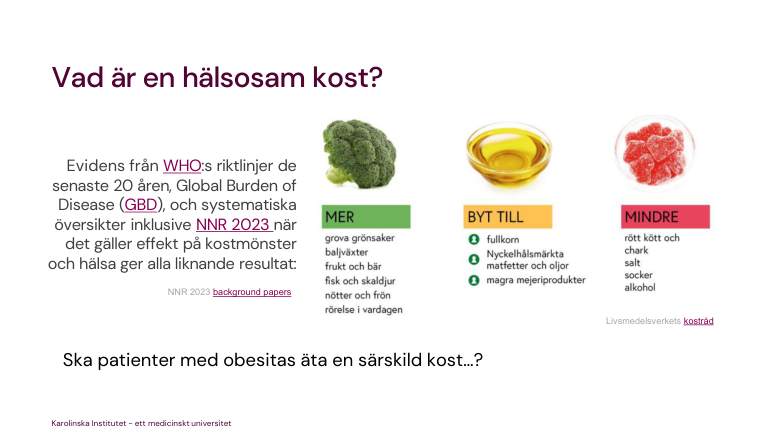 Vad är en hälsosam kost?
Evidens från WHO:s riktlinjer de
senaste 20 åren, Global Burden of
Disease (GBD), och systematiska
översikter inklusive NNR 2023 när
det gäller effekt på kostmönster
och hälsa ger alla liknande resultat:
NNR 2023 background papers
MER
grova grönsaker
baljväxter
frukt och bär
fisk och skaldjur
nötter och frön
rörelse i vardagen
BYT TILL
fullkorn
Nyckelhålsmärkta
matfetter och oljor
magra mejeriprodukter
MINDRE
rött kött och
chark
salt
socker
alkohol
Livsmedelsverkets kostråd
Ska patienter med obesitas äta en särskild kost...?
Karolinska Institutet - ett medicinskt universitet